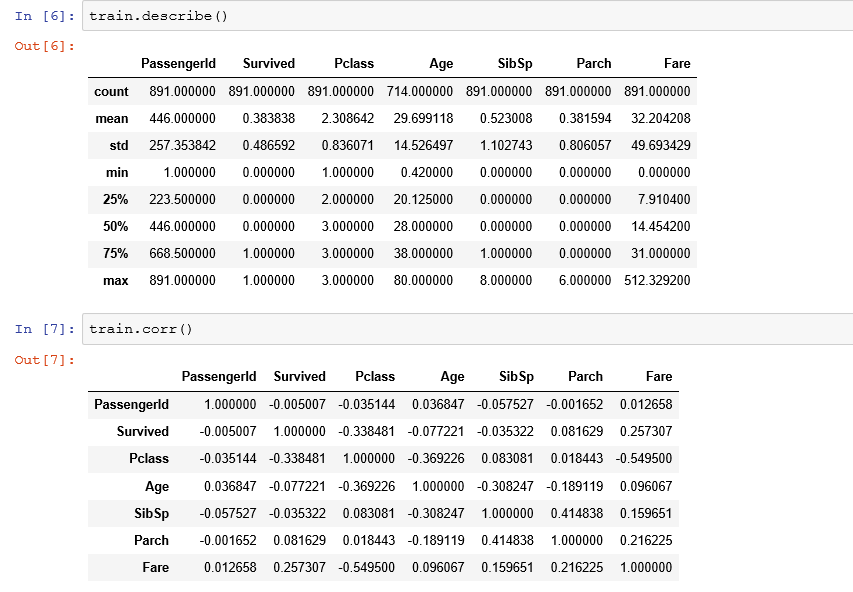 In [6]: train.describe()
Out[6]:
PassengerId Survived Pclass Age SibSp Parch Fare
count 891.000000 891.000000 891.000000 714.000000 891.000000 891.000000 891.000000
mean 446.000000 0.383838 2.308642 29.699118 0.523008 0.381594 32.204208
std 257.353842 0.486592 0.836071 14.526497 1.102743 0.806057 49.693429
min 1.000000 0.000000 1.000000 0.420000 0.000000 0.000000 0.000000
25% 223.500000 0.000000 2.000000 20.125000 0.000000 0.000000 7.910400
50% 446.000000 0.000000 3.000000 28.000000 0.000000 0.000000 14.454200
75% 668.500000 1.000000 3.000000 38.000000 1.000000 0.000000 31.000000
max 891.000000 1.000000 3.000000 80.000000 8.000000 6.000000 512.329200
In [7]: train.corr()
Out[7]:
PassengerId Survived Pclass Age SibSp Parch Fare
PassengerId 1.000000 -0.005007 -0.035144 0.036847 -0.057527 -0.001652 0.012658
Survived -0.005007 1.000000 -0.338481 -0.077221 -0.035322 0.081629 0.257307
Pclass -0.035144 -0.338481 1.000000 -0.369226 0.083081 0.018443 -0.549500
Age 0.036847 -0.077221 -0.369226 1.000000 -0.308247 -0.189119 0.096067
SibSp -0.057527 -0.035322 0.083081 -0.308247 1.000000 0.414838 0.159651
Parch -0.001652 0.081629 0.018443 -0.189119 0.414838 1.000000 0.216225
Fare 0.012658 0.257307 -0.549500 0.096067 0.159651 0.216225 1.000000